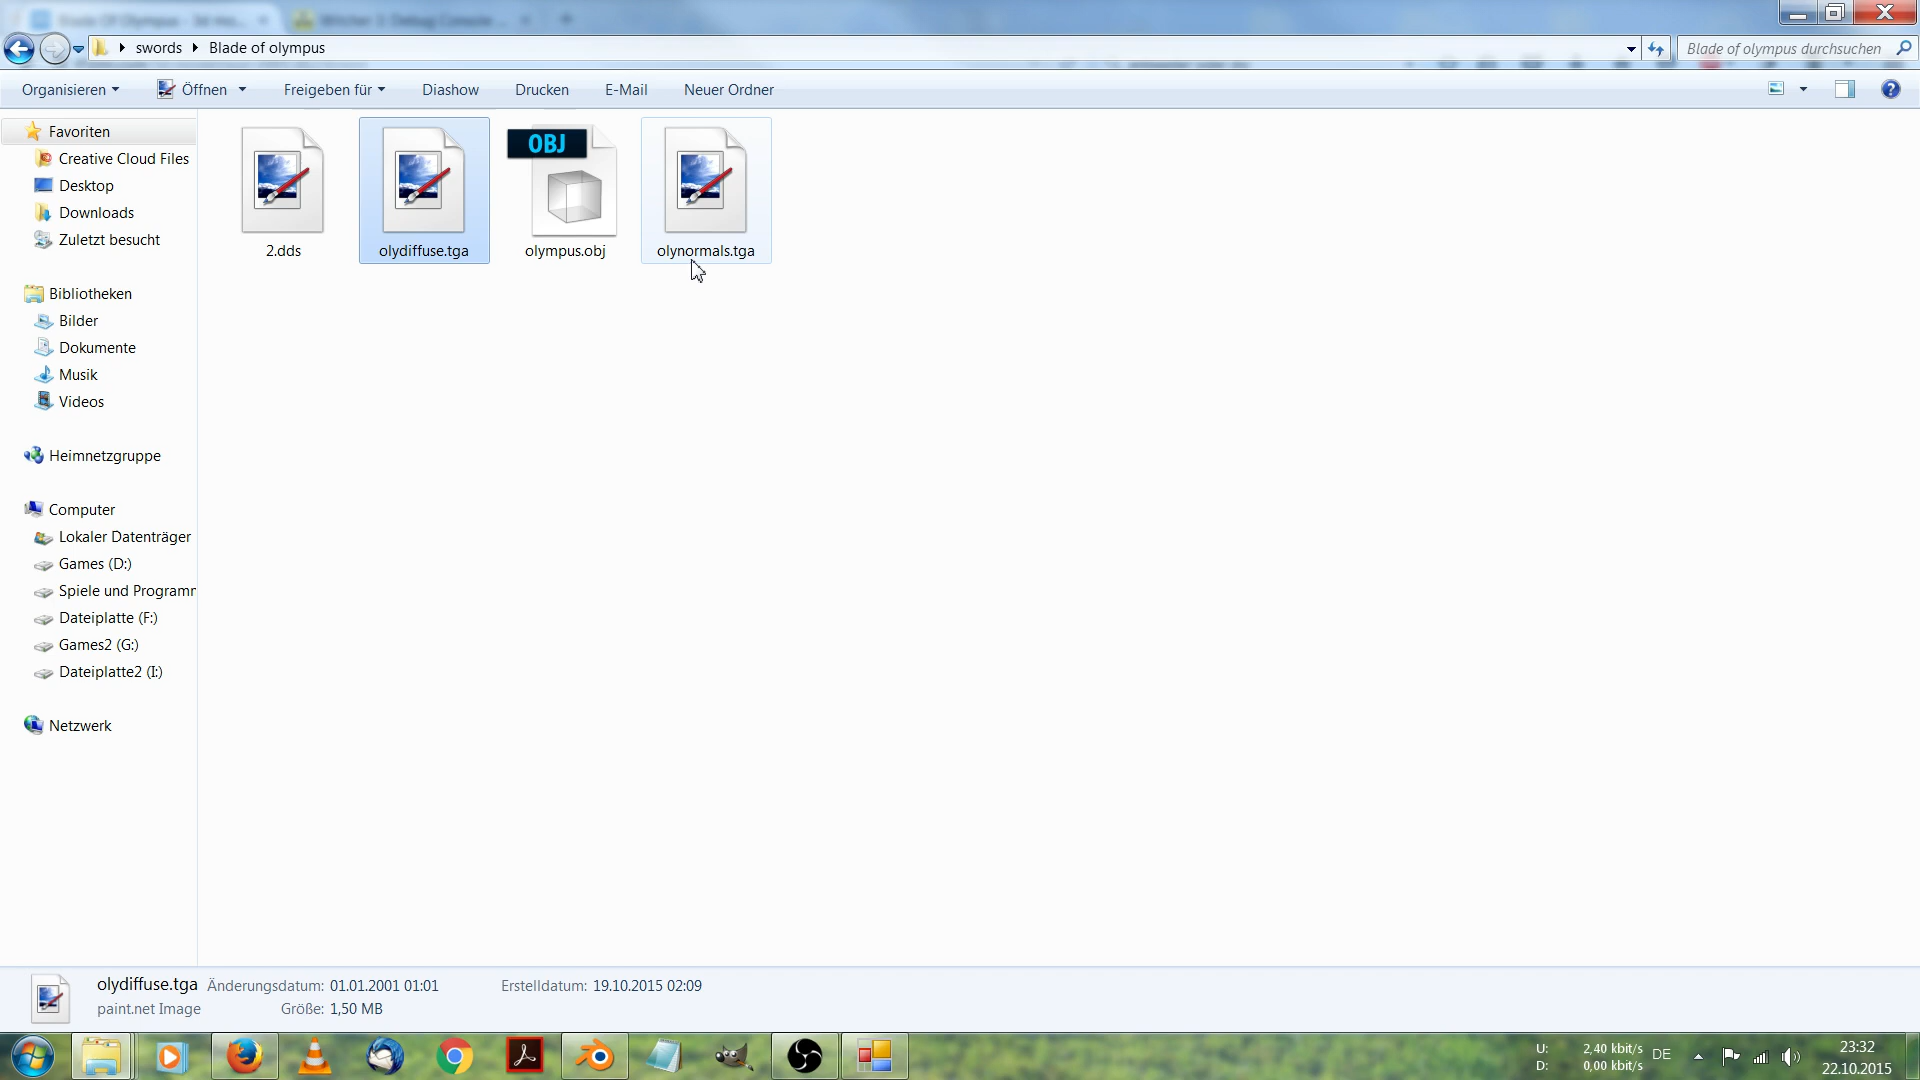 Witcher 3: Debug Console ...
swords Blade of olympus
Blade of olympus durchsuchen
Organisieren Öffnen Freigeben für Diashow Drucken E-Mail Neuer Ordner
Favoriten
Creative Cloud Files
Desktop
Downloads
Zuletzt besucht
Bibliotheken
Bilder
Dokumente
Musik
Videos
Heimnetzgruppe
Computer
Lokaler Datenträger
Games (D:)
Spiele und Programm
Dateiplatte (F:)
Games2 (G:)
Dateiplatte2 (I:)
Netzwerk
OBJ
2.dds olydiffuse.tga olympus.obj olynormals.tga
olydiffuse.tga Änderungsdatum: 01.01.2001 01:01 Erstelldatum: 19.10.2015 02:09
paint.net Image Größe: 1,50 MB
U: 2,40 kbit/s
D: 0,00 kbit/s
DE
23:32
22.10.2015